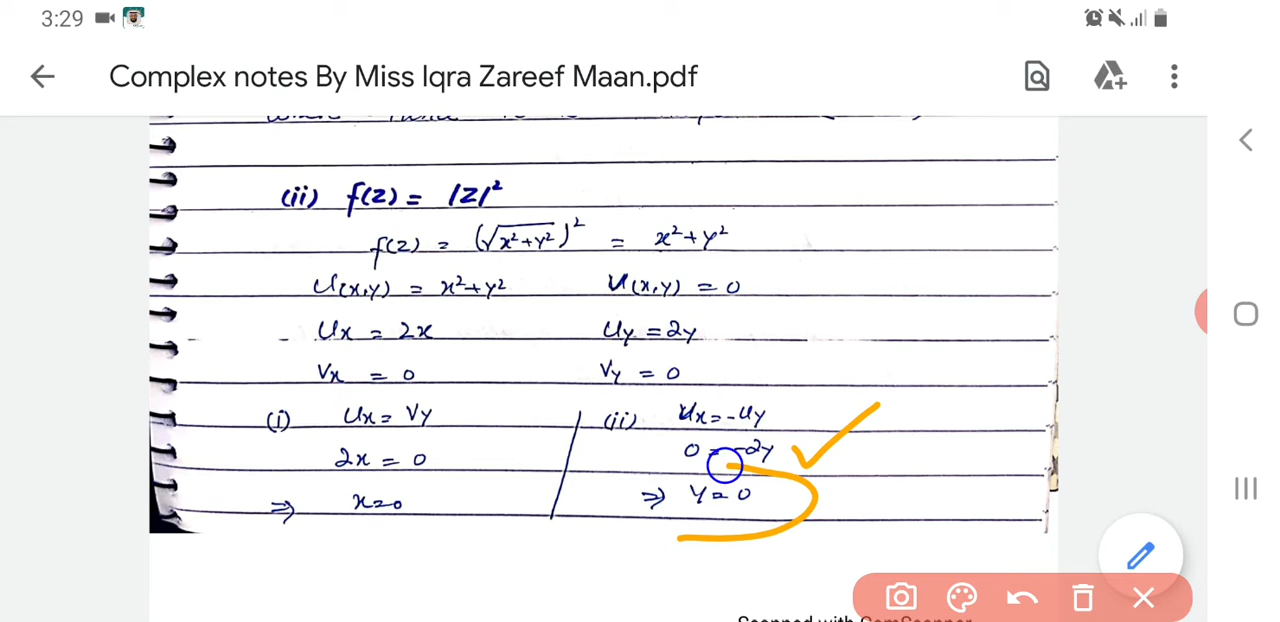 3:29
Complex notes By Miss Iqra Zareef Maan.pdf
(ii) f(z) = |z|²
f(z) = (√x²+y²)² = x²+y²
U(x,y) = x²+y² U(x,y) = 0
Ux = 2x Uy = 2y
Vx = 0 Vy = 0
(i) Ux = Vy (ii) Vx = -Uy
2x = 0 0 = -2y
⇒ x=0 ⇒ y=0